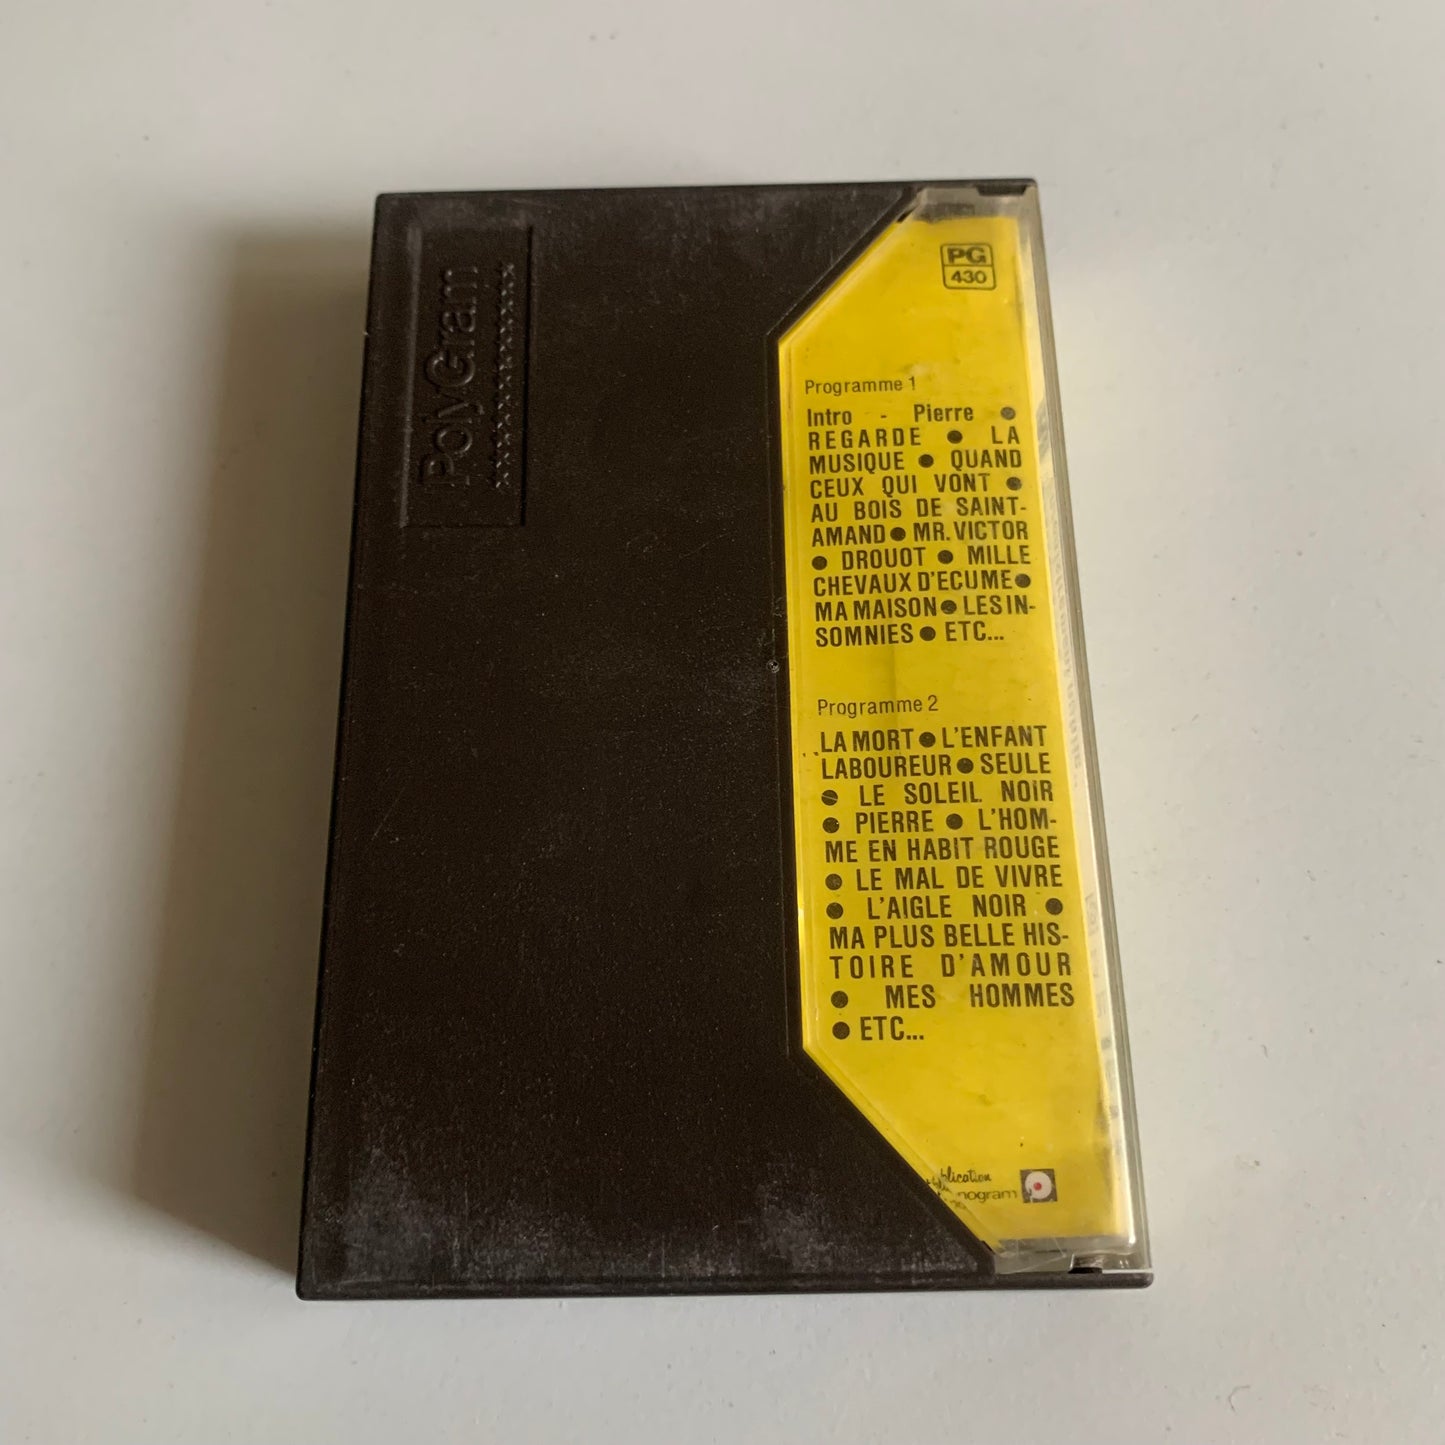 PolyGram
PG
430
Programme 1
Intro - Pierre ●
REGARDE ● LA
MUSIQUE ● QUAND
CEUX QUI VONT ●
AU BOIS DE SAINT-
AMAND ● MR. VICTOR
● DROUOT ● MILLE
CHEVAUX D'ECUME ●
MA MAISON ● LES IN-
SOMNIES ● ETC...
Programme 2
LA MORT ● L'ENFANT
LABOUREUR ● SEULE
● LE SOLEIL NOIR
● PIERRE ● L'HOM-
ME EN HABIT ROUGE
● LE MAL DE VIVRE
● L'AIGLE NOIR ●
MA PLUS BELLE HIS-
TOIRE D'AMOUR
● MES HOMMES
● ETC...